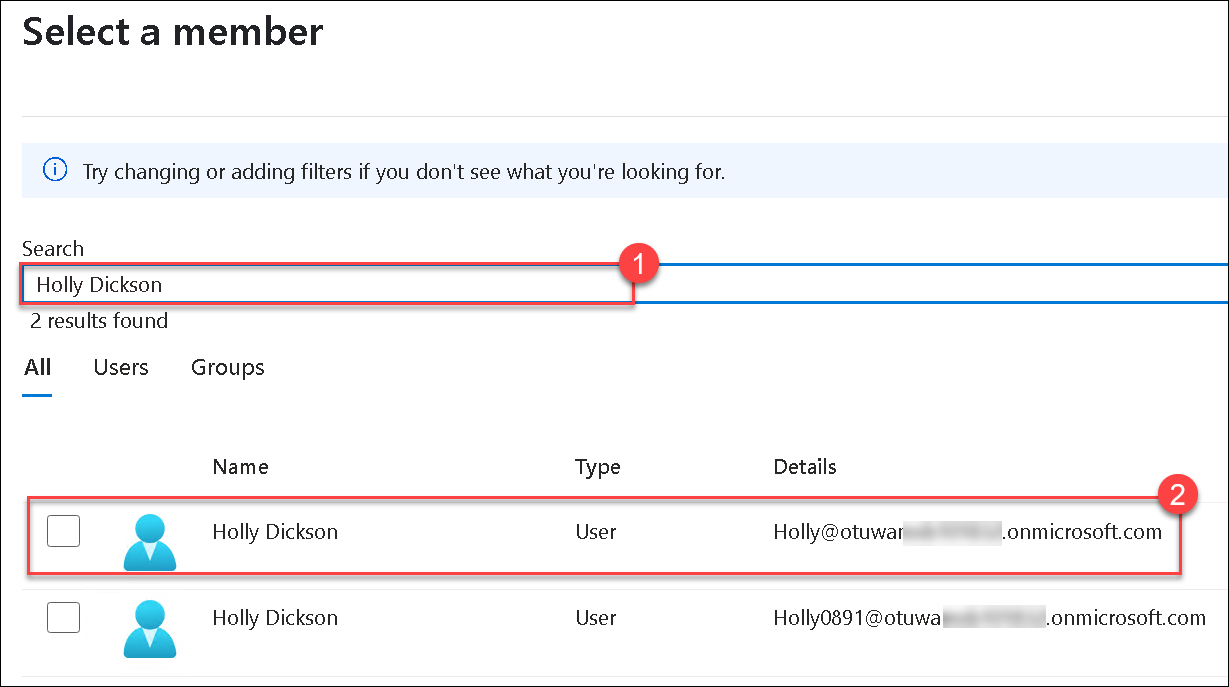 Select a member
Try changing or adding filters if you don't see what you're looking for.
Search
1
Holly Dickson
2 results found
All Users Groups
Name Type Details
2
Holly Dickson User Holly@otuwa .onmicrosoft.com
Holly Dickson User Holly0891@otuwa .onmicrosoft.com